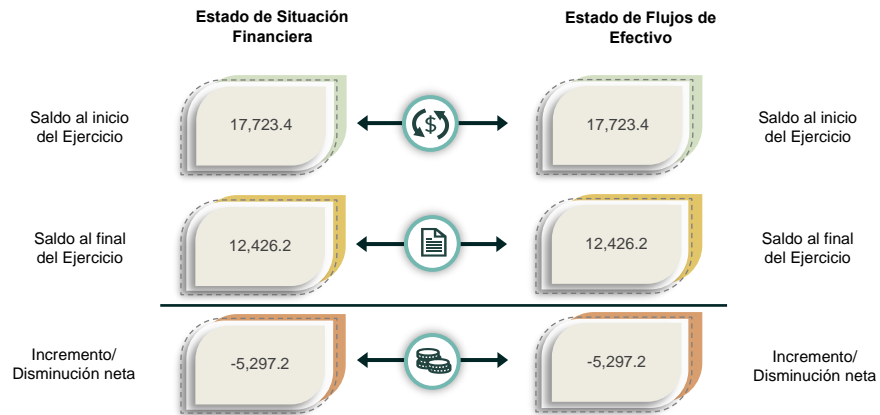 Estado de Situación
Financiera
Estado de Flujos de
Efectivo
Saldo al inicio
del Ejercicio
17,723.4
$
17,723.4
Saldo al inicio
del Ejercicio
Saldo al final
del Ejercicio
12,426.2
12,426.2
Saldo al final
del Ejercicio
Incremento/
Disminución neta
-5,297.2
-5,297.2
Incremento/
Disminución neta